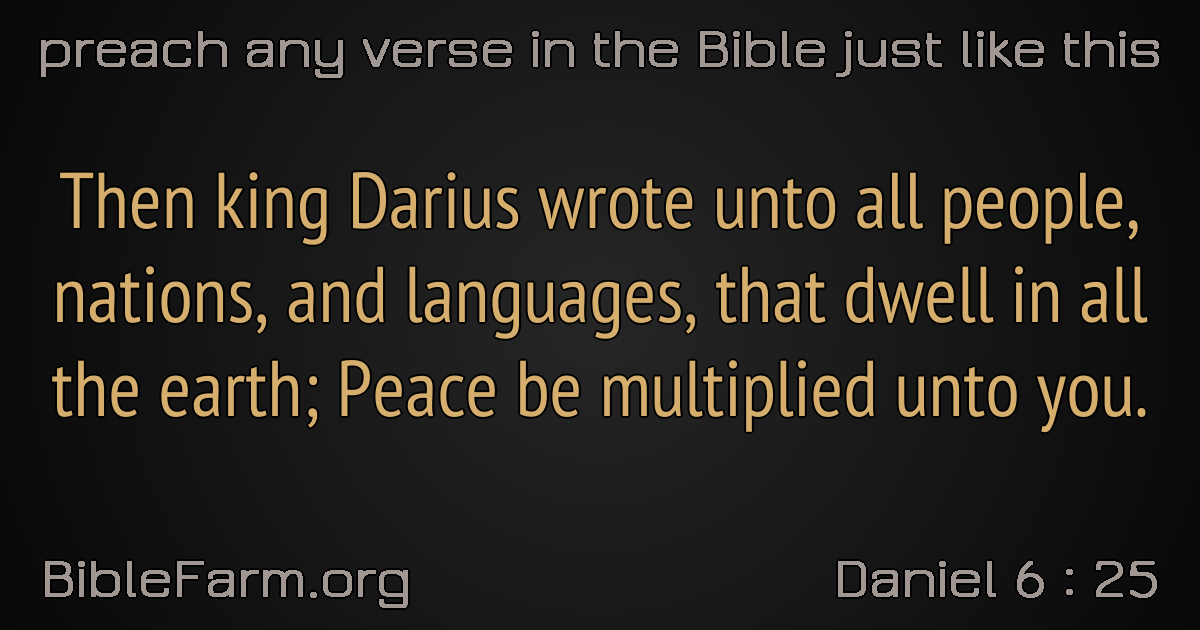 preach any verse in the Bible just like this
Then king Darius wrote unto all people,
nations, and languages, that dwell in all
the earth; Peace be multiplied unto you.
BibleFarm.org
Daniel 6 : 25